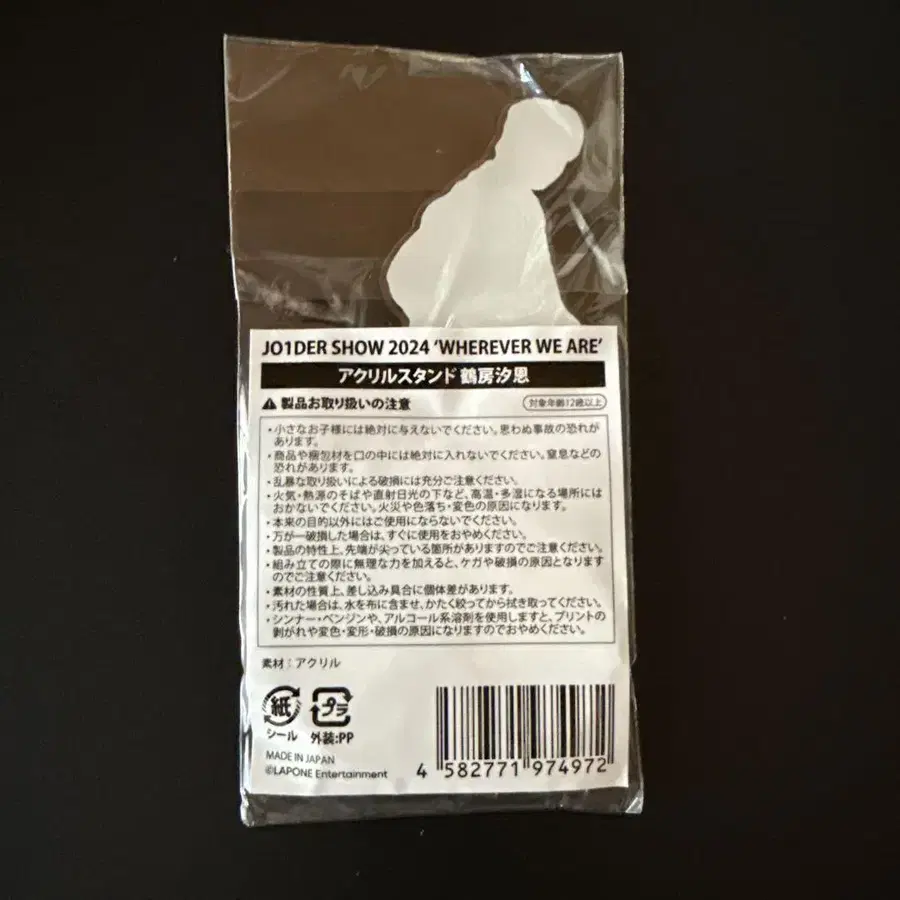 JO1DER SHOW 2024 'WHEREVER WE ARE'
アクリルスタンド 鶴房汐恩
⚠ 製品お取り扱いの注意 対象年齢12歳以上
・小さなお子様には絶対に与えないでください。思わぬ事故の恐れが
あります。
・商品や梱包材を口の中には絶対に入れないでください。窒息などの
恐れがあります。
・乱暴な取り扱いによる破損には充分ご注意ください。
・火気・熱源のそばや直射日光の下など、高温・多湿になる場所には
おかないでください。火災や色落ち・変色の原因になります。
・本来の目的以外にはご使用にならないでください。
・万が一破損した場合は、すぐに使用をおやめください。
・製品の特性上、先端が尖っている箇所がありますのでご注意ください。
・組み立ての際に無理な力を加えると、ケガや破損の原因となります
のでご注意ください。
・素材の性質上、差し込み具合に個体差があります。
・汚れた場合は、水を布に含ませ、かたく絞ってから拭き取ってください。
・シンナー・ベンジンや、アルコール系溶剤を使用しますと、プリントの
剥がれや変色・変形・破損の原因になりますのでおやめください。
素材：アクリル
紙 プラ
シール 外装:PP
MADE IN JAPAN
©LAPONE Entertainment
4 582771 974972